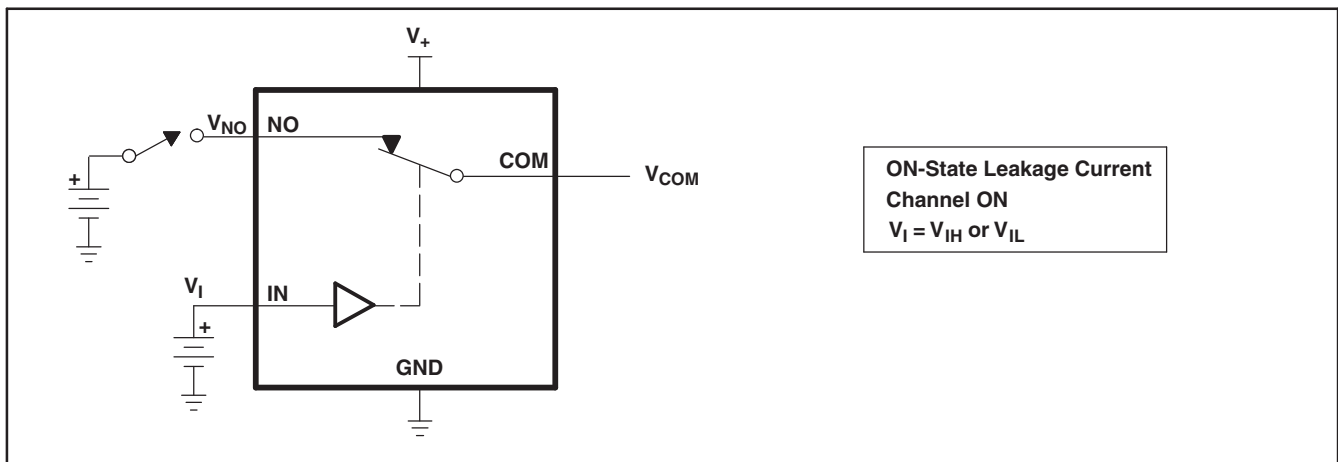 V+
VNO NO
COM
VCOM
+
ON-State Leakage Current
Channel ON
VI = VIH or VIL
VI IN
+
GND